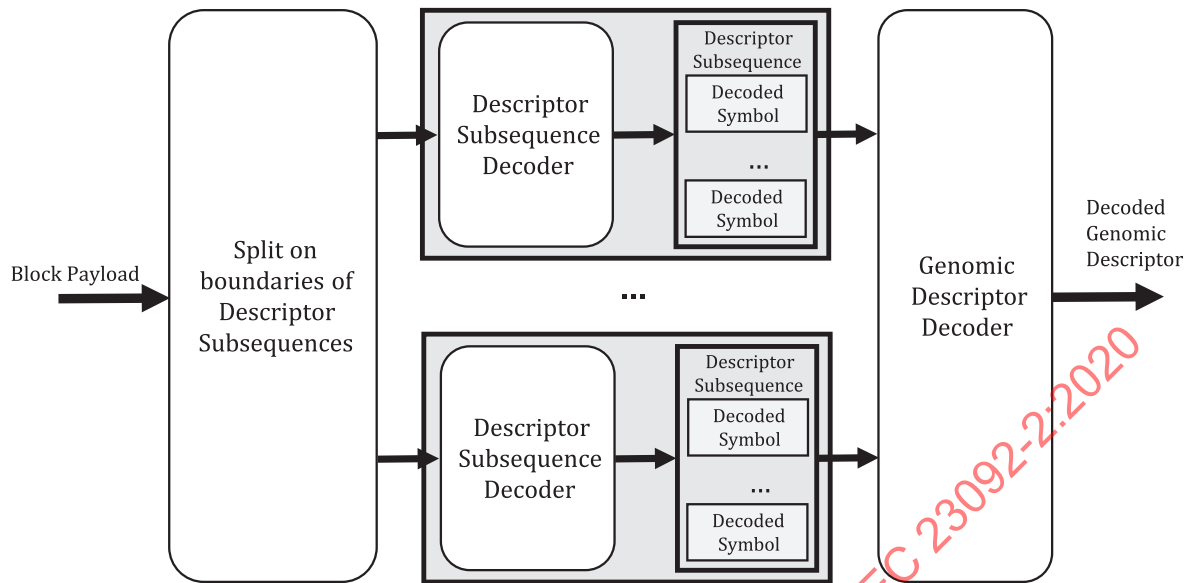 Block Payload
Split on
boundaries of
Descriptor
Subsequences
Descriptor
Subsequence
Decoder
Descriptor
Subsequence
Decoded
Symbol
...
Decoded
Symbol
...
Descriptor
Subsequence
Decoder
Descriptor
Subsequence
Decoded
Symbol
...
Decoded
Symbol
Genomic
Descriptor
Decoder
Decoded
Genomic
Descriptor
EC 23092-2:2020